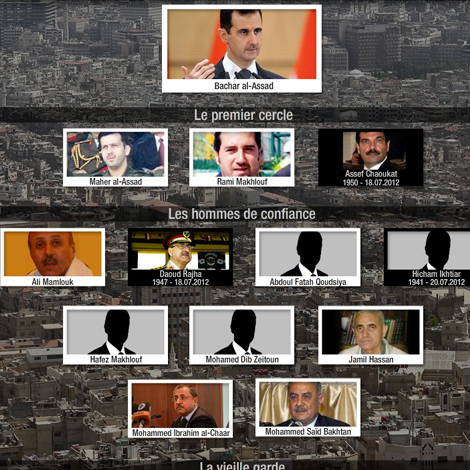 Bachar al-Assad
Le premier cercle
Maher al-Assad
Rami Makhlouf
Assef Chaoukat
1950 - 18.07.2012
Les hommes de confiance
Ali Mamlouk
Daoud Rajha
1947 - 18.07.2012
Abdoul Fatah Qoudsiya
Hicham Ikhtiar
1941 - 20.07.2012
Hafez Makhlouf
Mohamed Dib Zeitoun
Jamil Hassan
Mohammed Ibrahim al-Chaar
Mohammed Saïd Bakhtan
La vieille garde